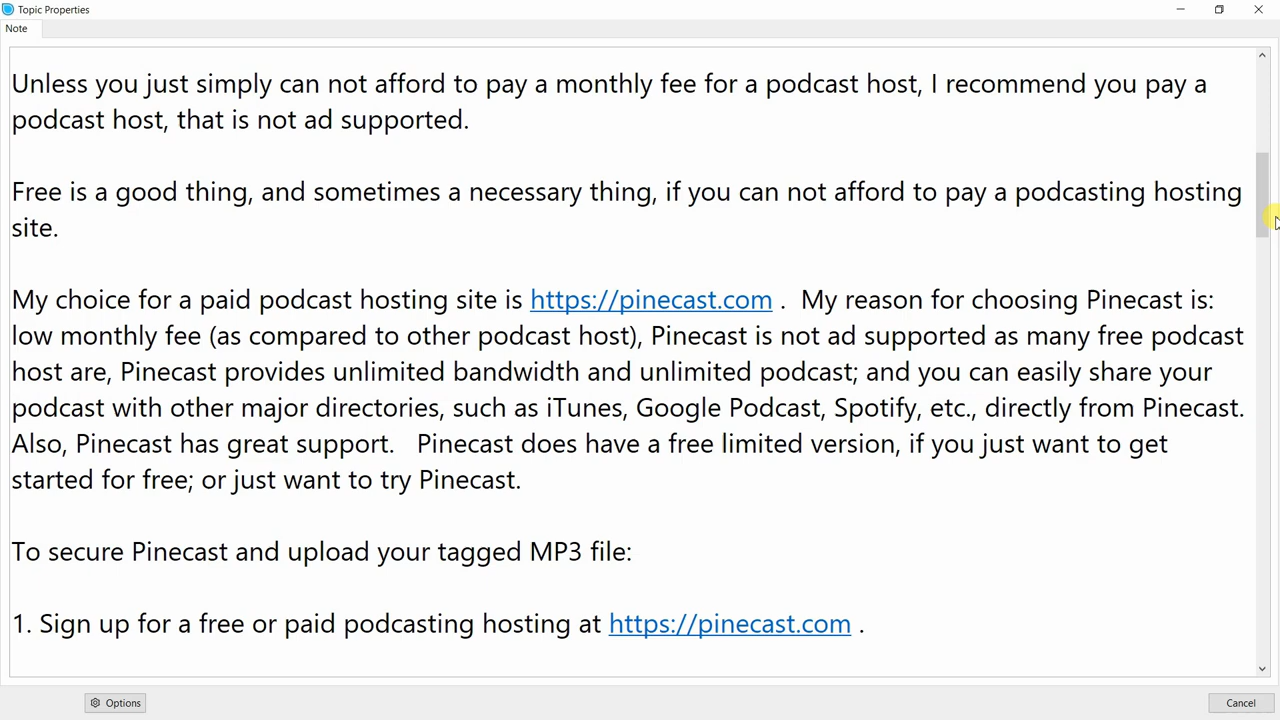 Topic Properties
Note
Unless you just simply can not afford to pay a monthly fee for a podcast host, I recommend you pay a
podcast host, that is not ad supported.
Free is a good thing, and sometimes a necessary thing, if you can not afford to pay a podcasting hosting
site.
My choice for a paid podcast hosting site is https://pinecast.com .  My reason for choosing Pinecast is:
low monthly fee (as compared to other podcast host), Pinecast is not ad supported as many free podcast
host are, Pinecast provides unlimited bandwidth and unlimited podcast; and you can easily share your
podcast with other major directories, such as iTunes, Google Podcast, Spotify, etc., directly from Pinecast.
Also, Pinecast has great support.   Pinecast does have a free limited version, if you just want to get
started for free; or just want to try Pinecast.
To secure Pinecast and upload your tagged MP3 file:
1. Sign up for a free or paid podcasting hosting at https://pinecast.com .
Options
Cancel